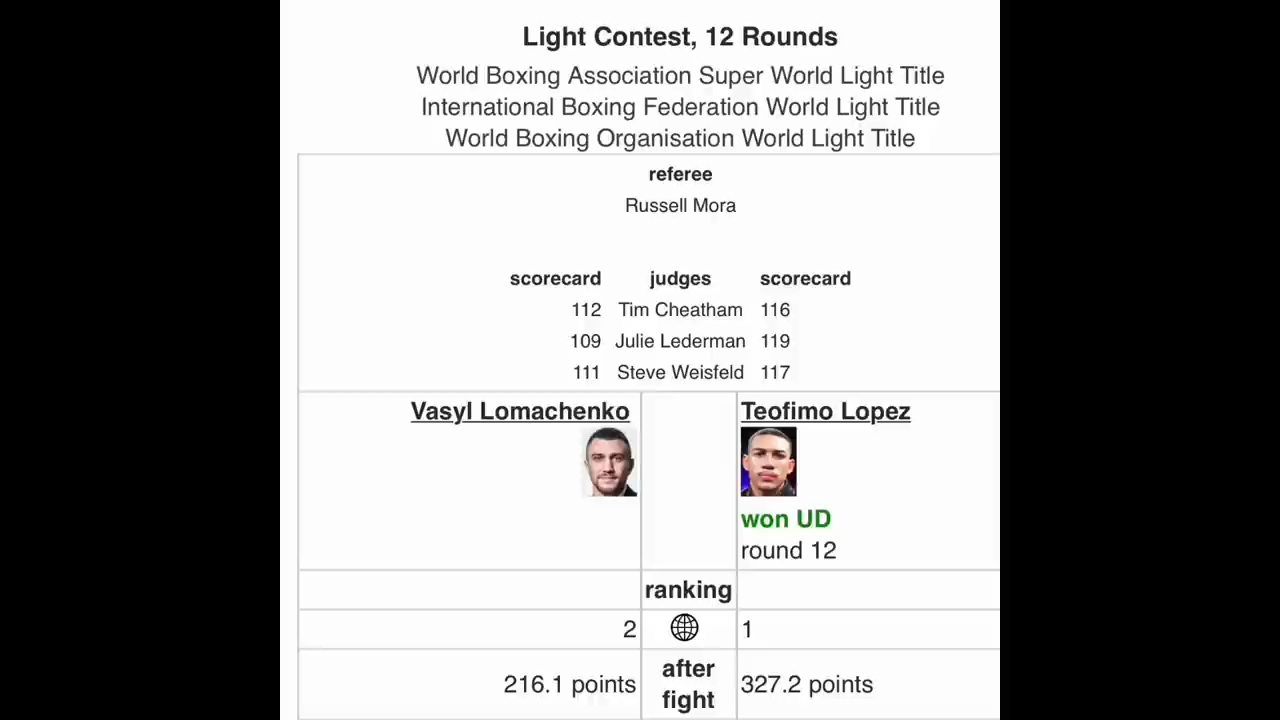 Light Contest, 12 Rounds
World Boxing Association Super World Light Title
International Boxing Federation World Light Title
World Boxing Organisation World Light Title
referee
Russell Mora
scorecard judges scorecard
112 Tim Cheatham 116
109 Julie Lederman 119
111 Steve Weisfeld 117
Vasyl Lomachenko Teofimo Lopez
won UD
round 12
ranking
2 1
216.1 points after fight 327.2 points